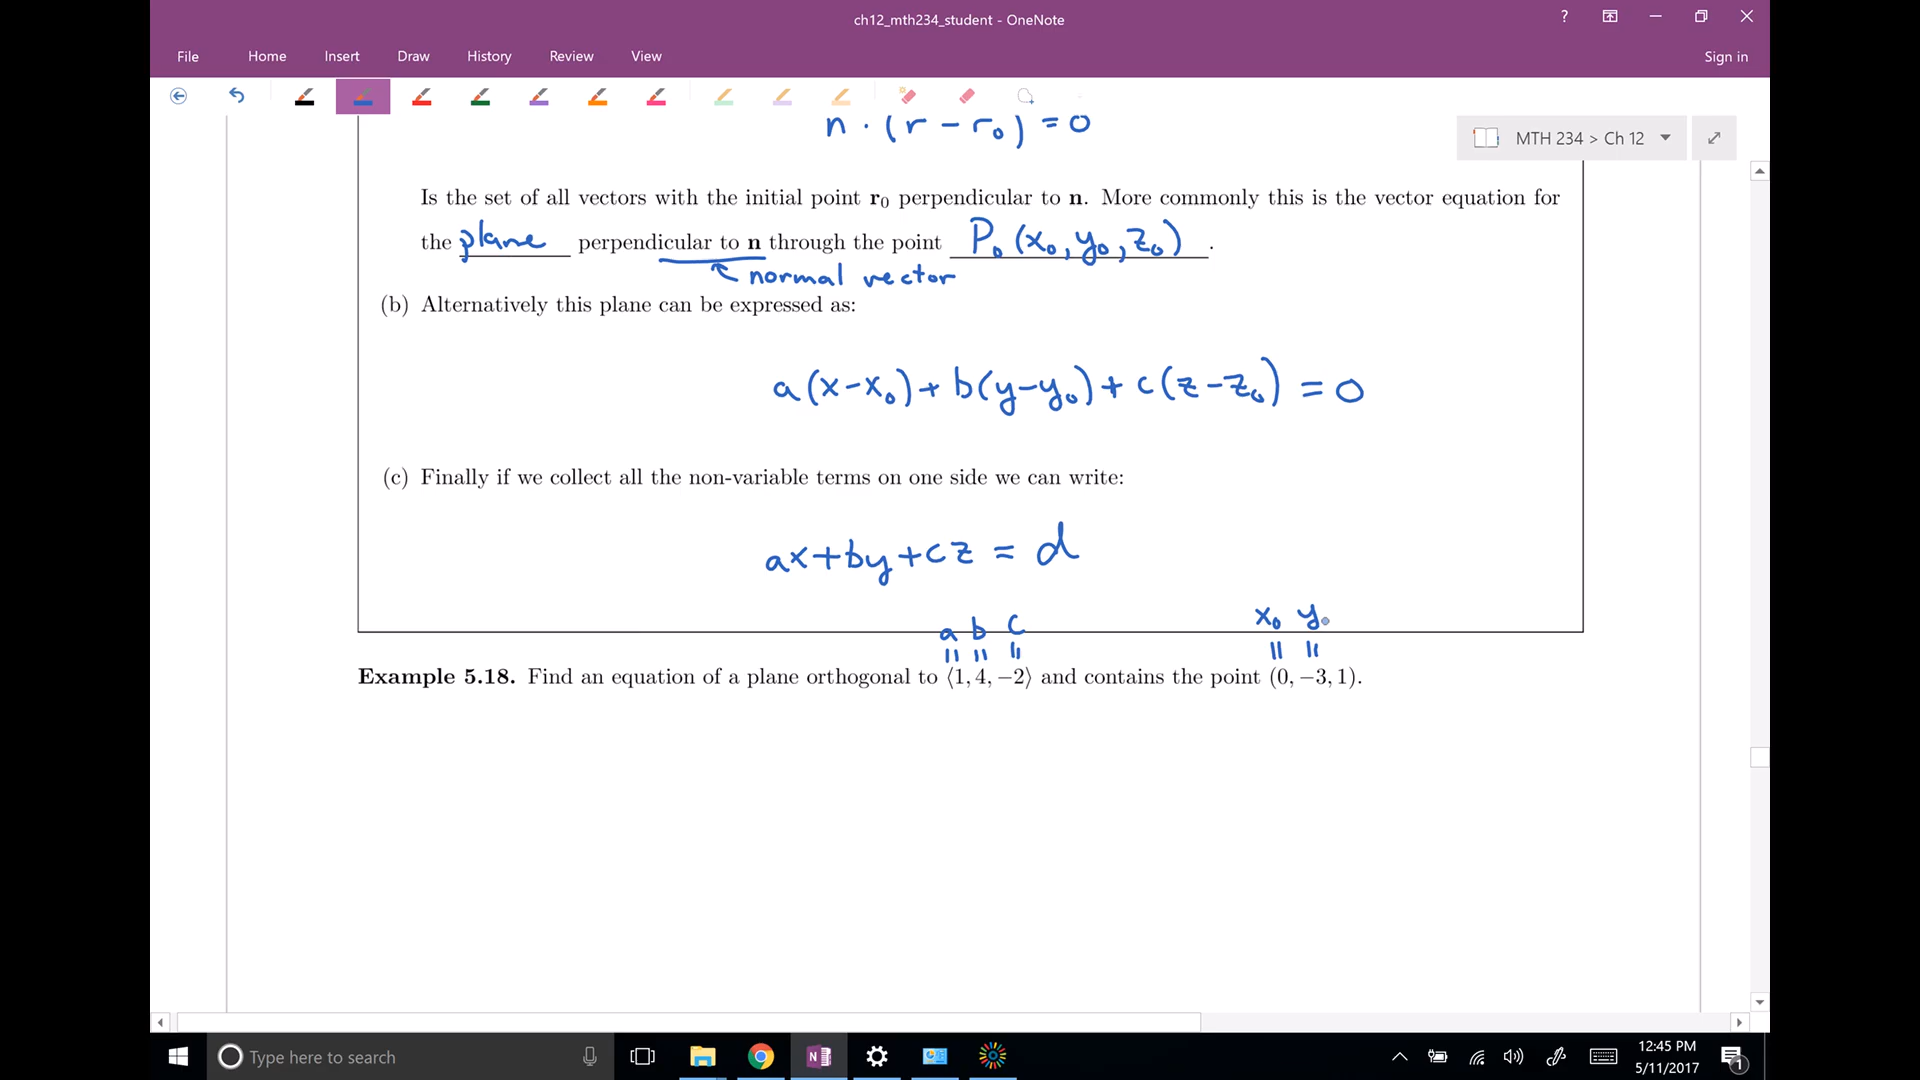 ch12_mth234_student - OneNote
?
File Home Insert Draw History Review View Sign in
n · (r - r₀) = 0
MTH 234 > Ch 12
Is the set of all vectors with the initial point r₀ perpendicular to n. More commonly this is the vector equation for
the plane perpendicular to n through the point P₀(x₀, y₀, z₀).
normal vector
(b) Alternatively this plane can be expressed as:
a(x-x₀)+b(y-y₀)+c(z-z₀) = 0
(c) Finally if we collect all the non-variable terms on one side we can write:
ax+by+cz = d
a b c x₀ y₀
|| || || || ||
Example 5.18. Find an equation of a plane orthogonal to ⟨1, 4, −2⟩ and contains the point (0, −3, 1).
Type here to search
12:45 PM
5/11/2017
1